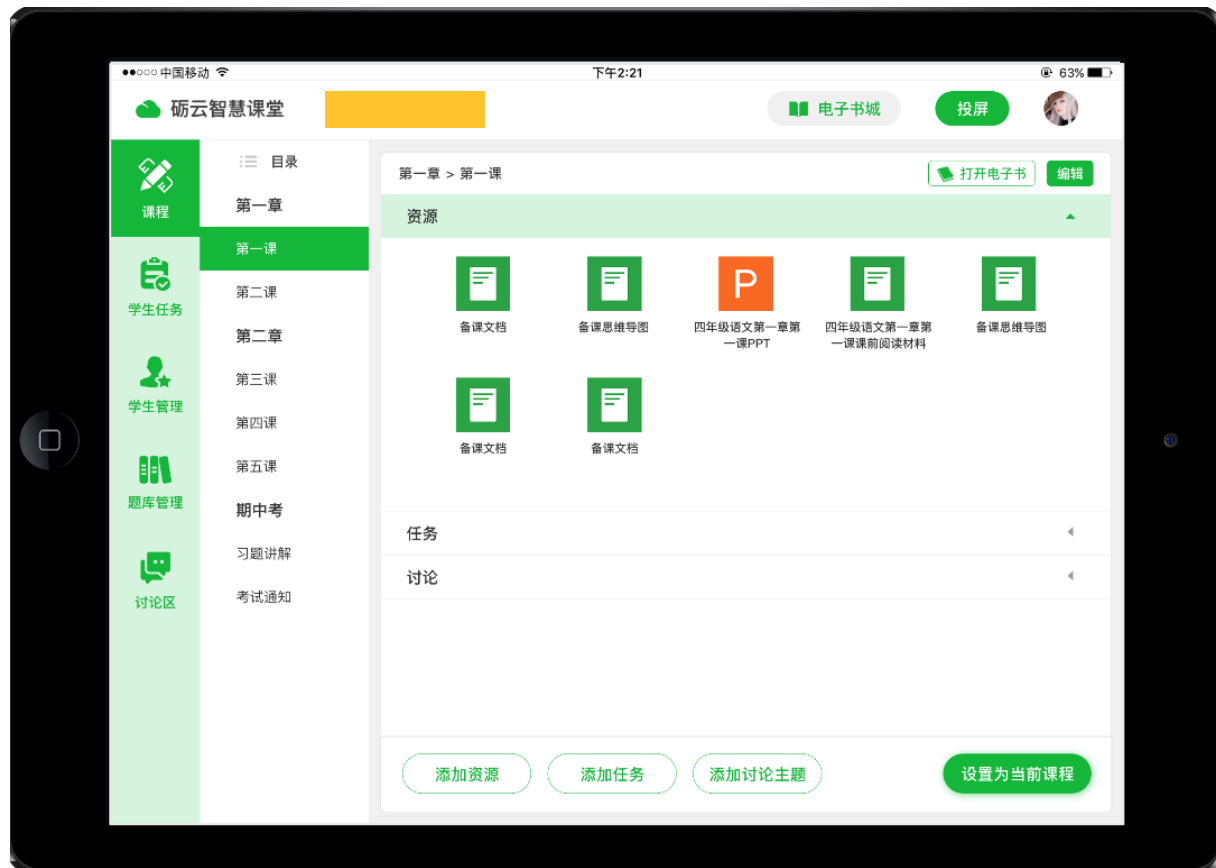 中国移动
下午2:21
63%
砺云智慧课堂
电子书城
投屏
课程
学生任务
学生管理
题库管理
讨论区
目录
第一章
第一课
第二课
第二章
第三课
第四课
第五课
期中考
习题讲解
考试通知
第一章 > 第一课
打开电子书
编辑
资源
备课文档
备课思维导图
P
四年级语文第一章第
一课PPT
四年级语文第一章第
一课课前阅读材料
备课思维导图
备课文档
备课文档
任务
讨论
添加资源
添加任务
添加讨论主题
设置为当前课程